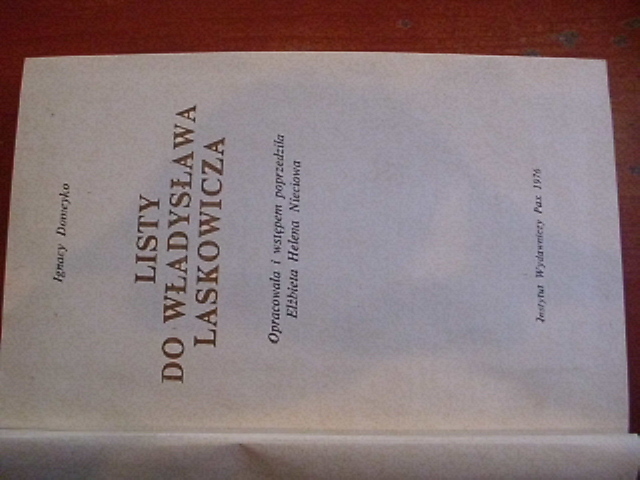 Ignacy Domeyko
LISTY
DO WŁADYSŁAWA
LASKOWICZA
Opracowała i wstępem poprzedziła
Elżbieta Helena Nieciowa
Instytut Wydawniczy Pax 1976